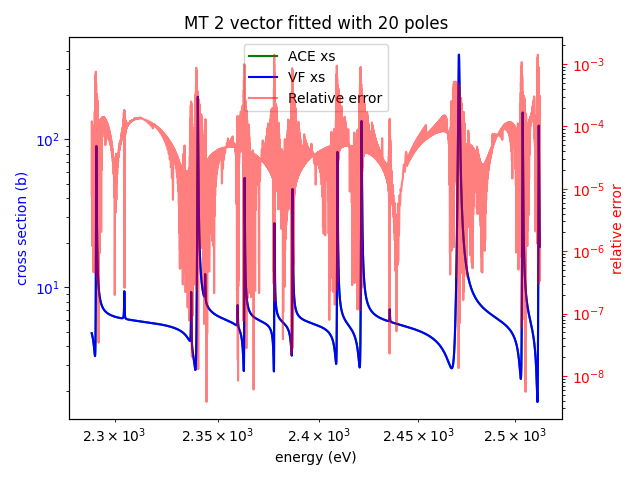 MT 2 vector fitted with 20 poles
ACE xs
VF xs
Relative error
cross section (b)
10²
10¹
relative error
10⁻³
10⁻⁴
10⁻⁵
10⁻⁶
10⁻⁷
10⁻⁸
2.3 × 10³ 2.35 × 10³ 2.4 × 10³ 2.45 × 10³ 2.5 × 10³
energy (eV)